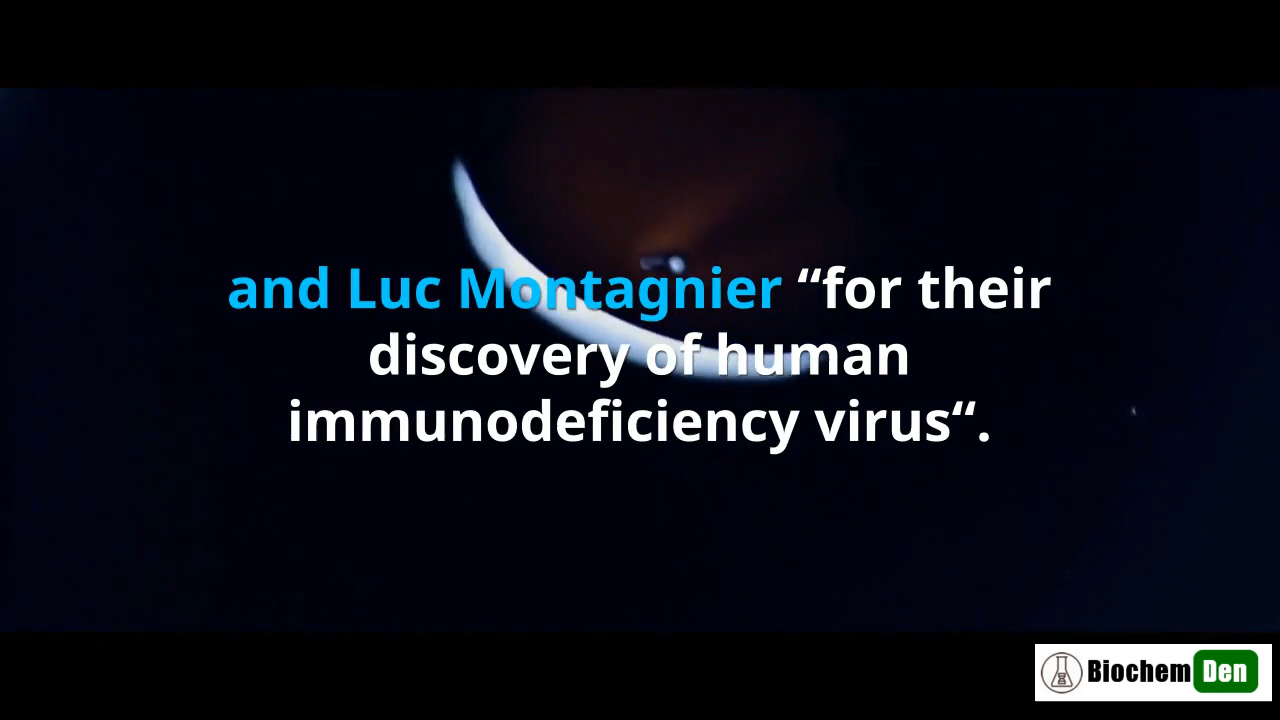 and Luc Montagnier “for their
discovery of human
immunodeficiency virus“.
Biochem Den